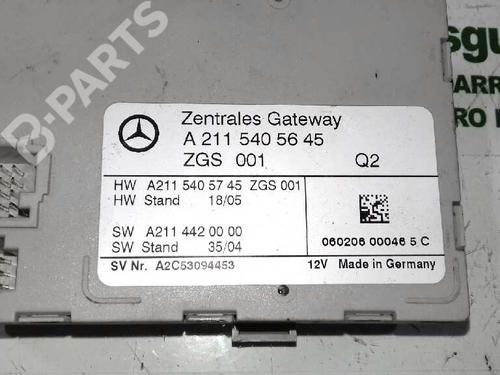 B-PARTS
Zentrales Gateway
A 211 540 56 45
ZGS 001 Q2
HW A211 540 57 45 ZGS 001
HW Stand 18/05
SW A211 442 00 00
SW Stand 35/04
060206 00046 5 C
SV Nr. A2C53094453 12V Made in Germany